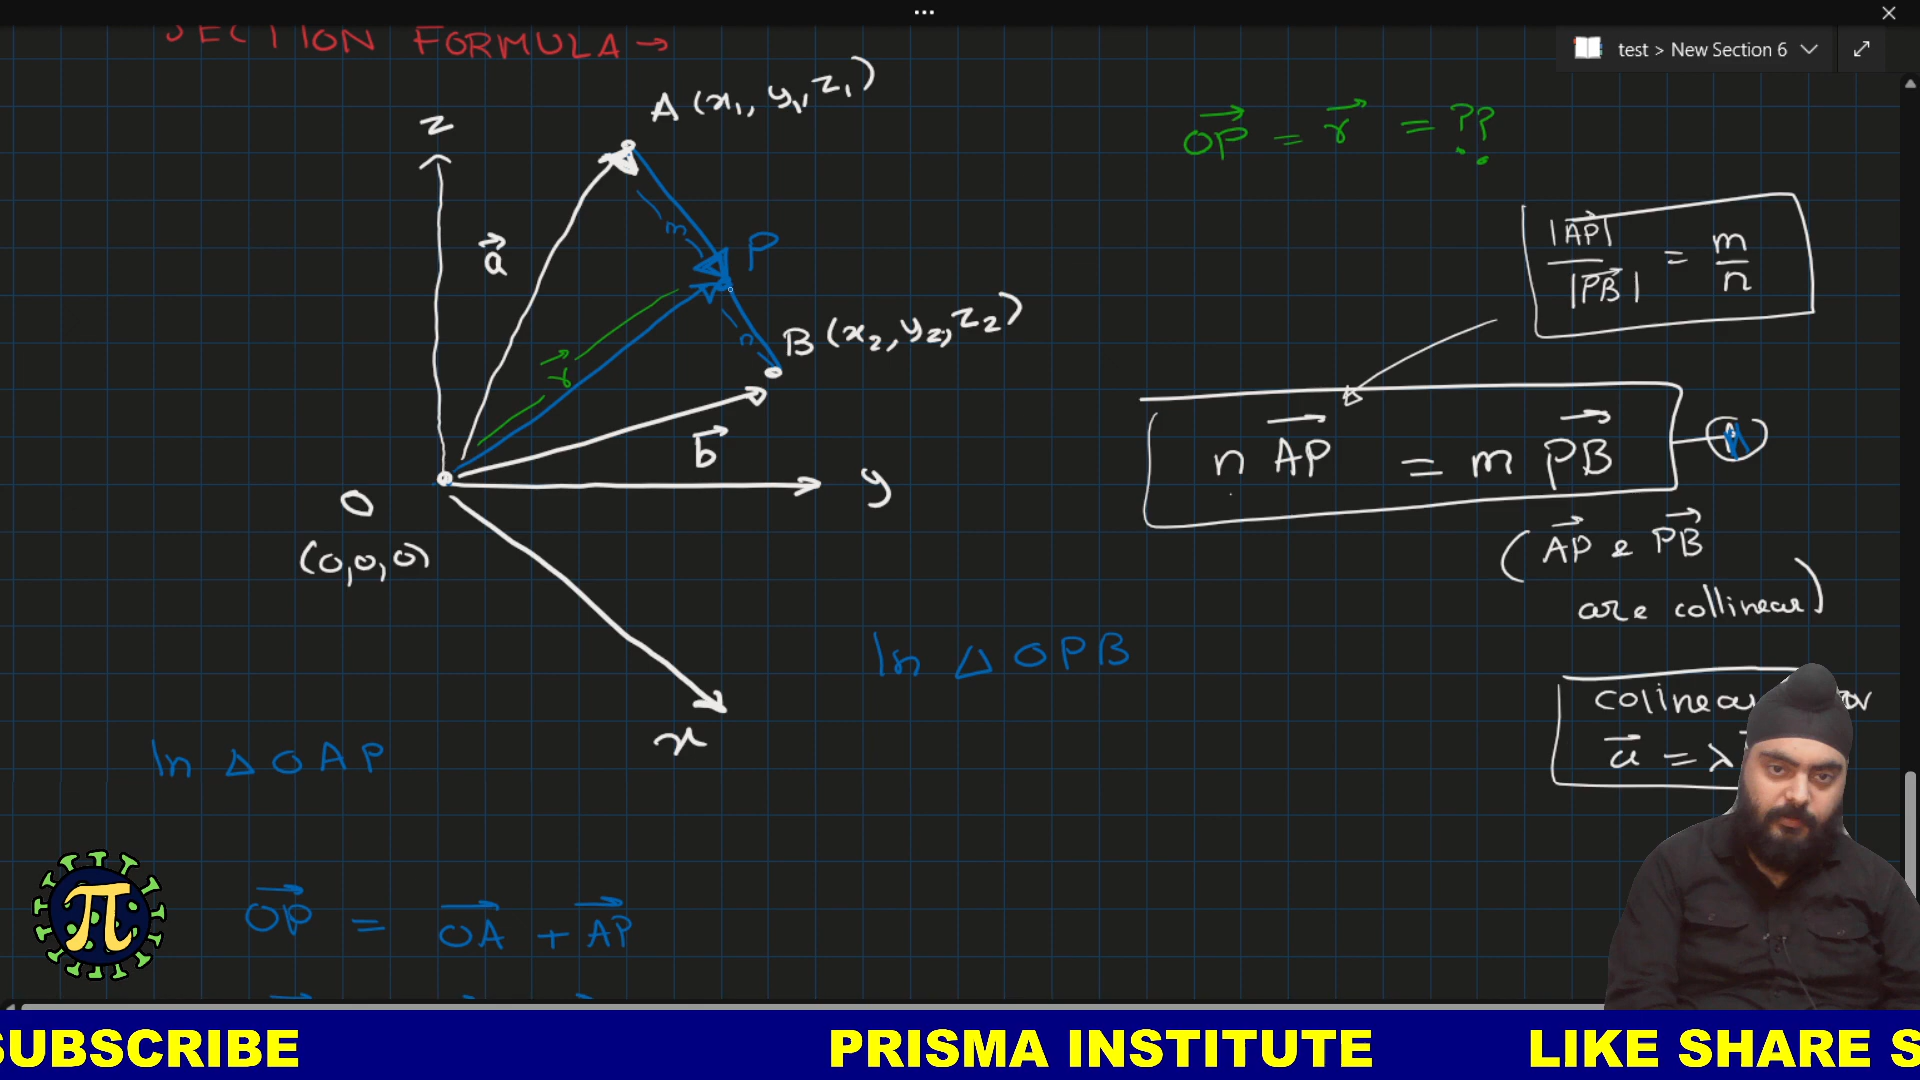 ...
SECTION FORMULA →
test > New Section 6
A (x₁, y₁, z₁)
z
OP = r = ??
a
m
P
|AP| / |PB| = m / n
B (x₂, y₂, z₂)
n
r
b
n AP = m PB
y
O
(0,0,0)
(AP & PB
are collinear)
In △ OPB
x
In △ OAP
colinear
a = λ
π
OP = OA + AP
SUBSCRIBE
PRISMA INSTITUTE
LIKE SHARE S